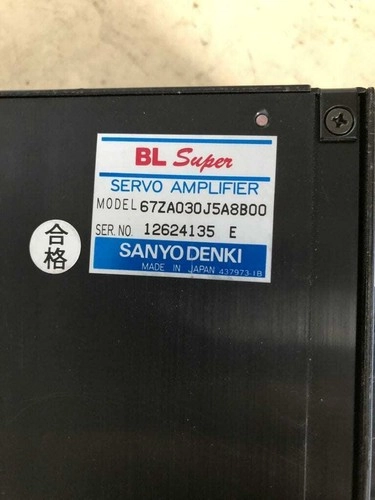 BL Super
SERVO AMPLIFIER
MODEL 67ZA030J5A8B00
SER. NO. 12624135 E
SANYO DENKI
MADE IN JAPAN 437973-1B
合格